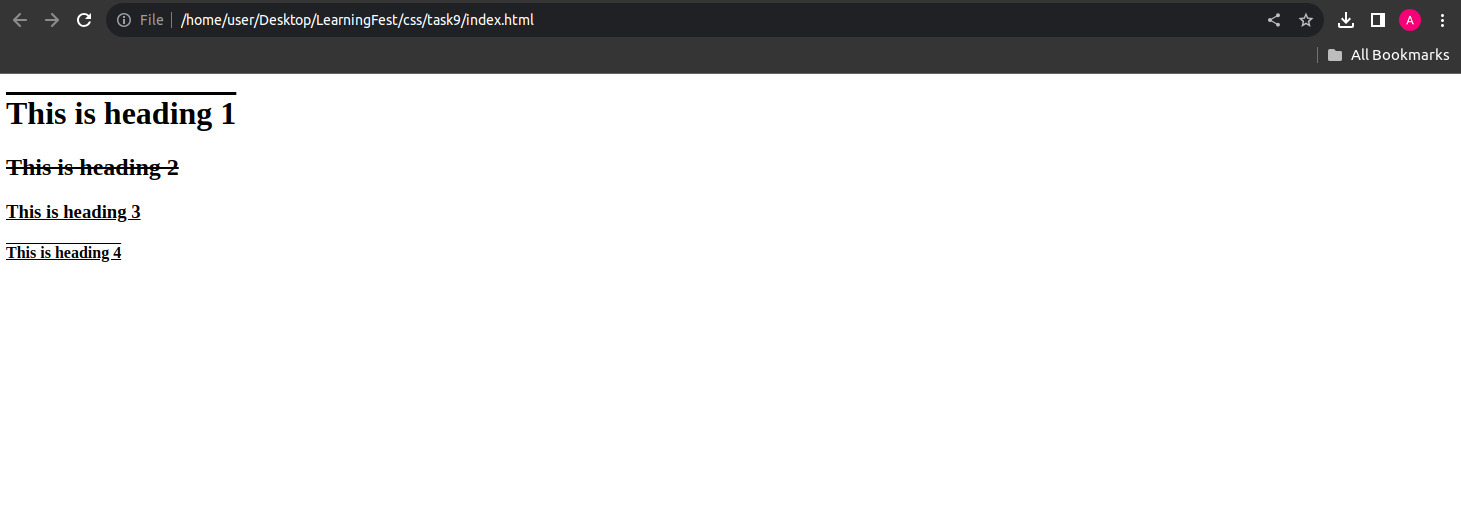 File /home/user/Desktop/LearningFest/css/task9/index.html A
All Bookmarks
This is heading 1
This is heading 2
This is heading 3
This is heading 4